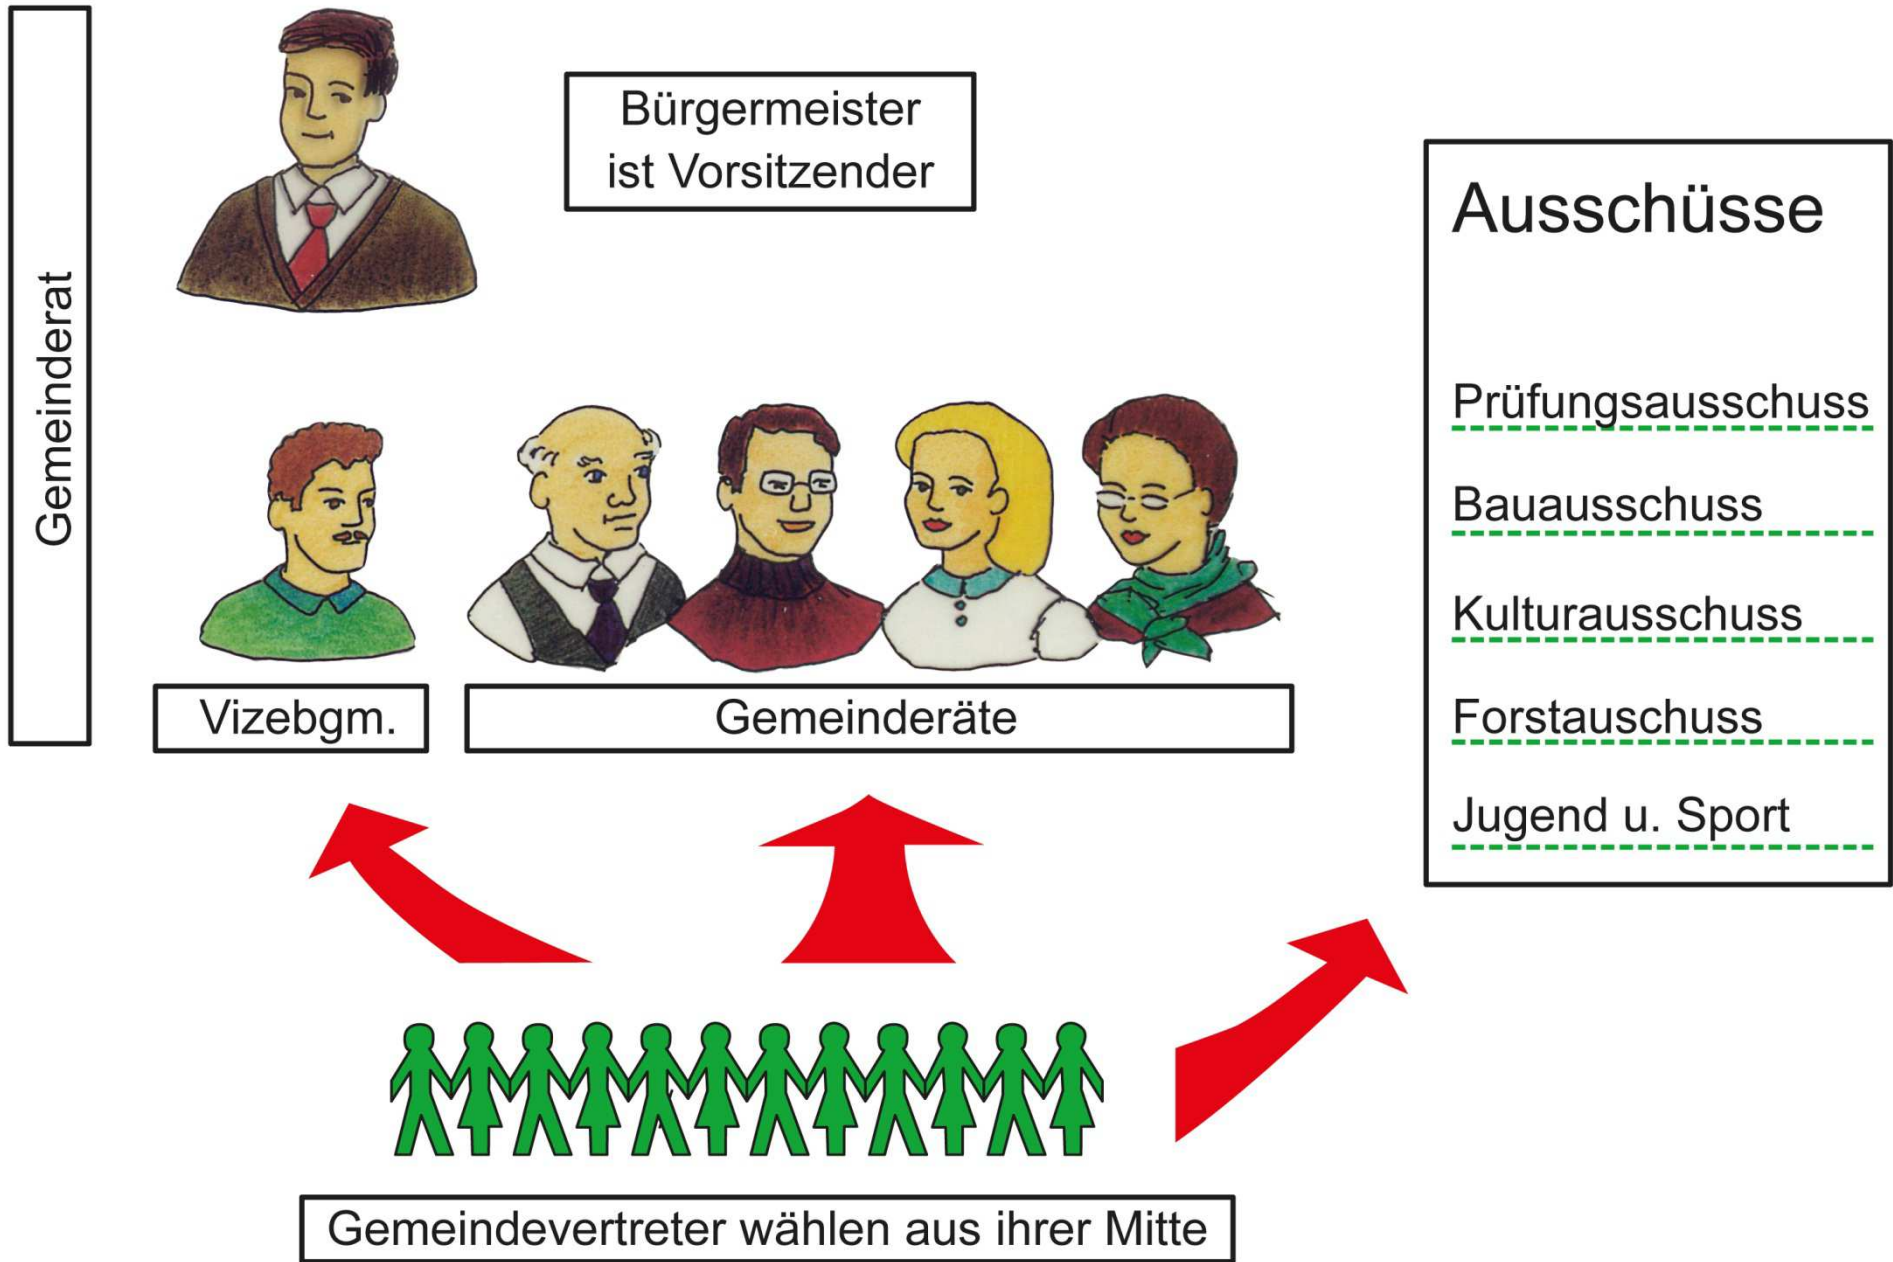 Gemeinderat
Bürgermeister
ist Vorsitzender
Vizebgm.
Gemeinderäte
Ausschüsse
Prüfungsausschuss
Bauausschuss
Kulturausschuss
Forstauschuss
Jugend u. Sport
Gemeindevertreter wählen aus ihrer Mitte